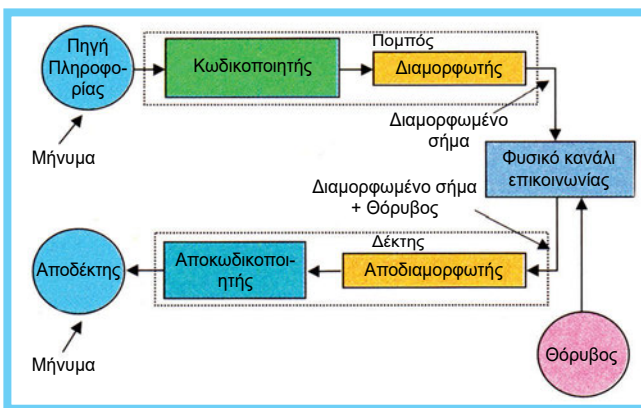 Πηγή
Πληροφο-
ρίας
Πομπός
Κωδικοποιητής
Διαμορφωτής
Μήνυμα
Διαμορφωμένο
σήμα
Φυσικό κανάλι
επικοινωνίας
Διαμορφωμένο σήμα
+ Θόρυβος
Δέκτης
Αποδέκτης
Αποκωδικοποι-
ητής
Αποδιαμορφωτής
Μήνυμα
Θόρυβος